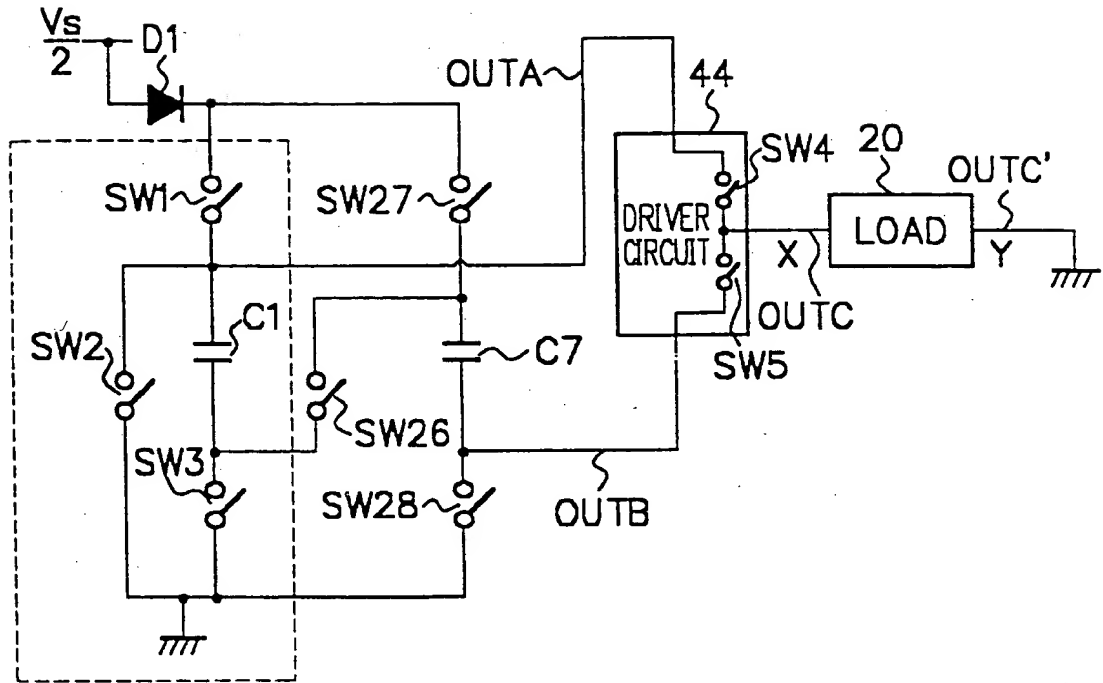 Vs
2
D1
OUTA
44
SW4
20
OUTC'
SW1
SW27
DRIVER
CIRCUIT
LOAD
X
Y
OUTC
C1
C7
SW2
SW5
SW26
SW3
SW28
OUTB